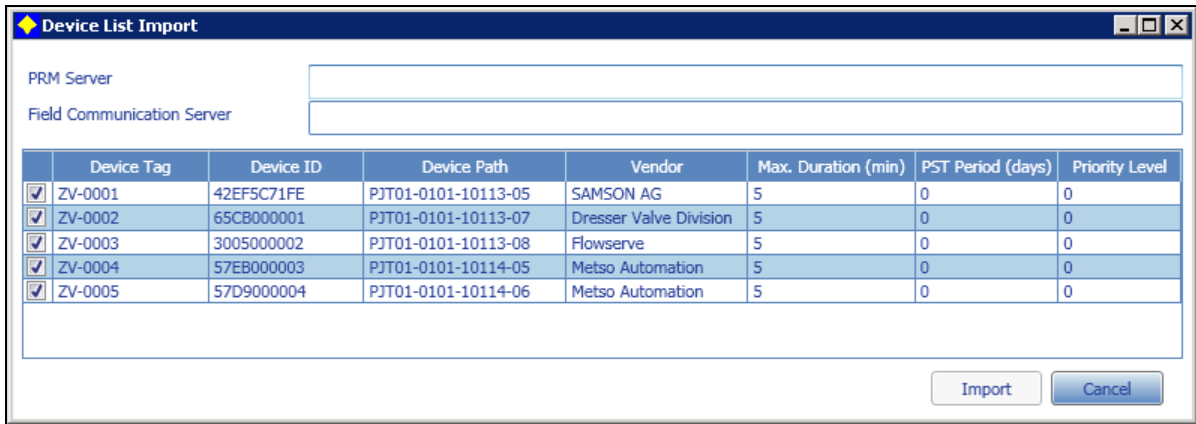 Device List Import
PRM Server
Field Communication Server
Device Tag Device ID Device Path Vendor Max. Duration (min) PST Period (days) Priority Level
ZV-0001 42EF5C71FE PJT01-0101-10113-05 SAMSON AG 5 0 0
ZV-0002 65CB000001 PJT01-0101-10113-07 Dresser Valve Division 5 0 0
ZV-0003 3005000002 PJT01-0101-10113-08 Flowserve 5 0 0
ZV-0004 57EB000003 PJT01-0101-10114-05 Metso Automation 5 0 0
ZV-0005 57D9000004 PJT01-0101-10114-06 Metso Automation 5 0 0
Import Cancel